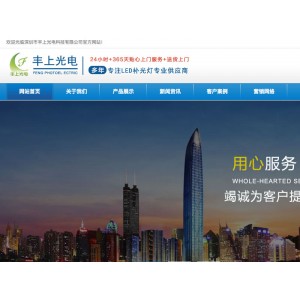 欢迎光临深圳市丰上光电科技有限公司官方网站!
丰上光电
FENG PHOTOELECTRIC
丰上光电
24小时+365天贴心上门服务+送货上门
多年 专注LED补光灯专业供应商
网站首页 关于我们 产品展示 新闻资讯 客户案例 营销网络
用心服务
WHOLE-HEARTED SE
竭诚为客户提